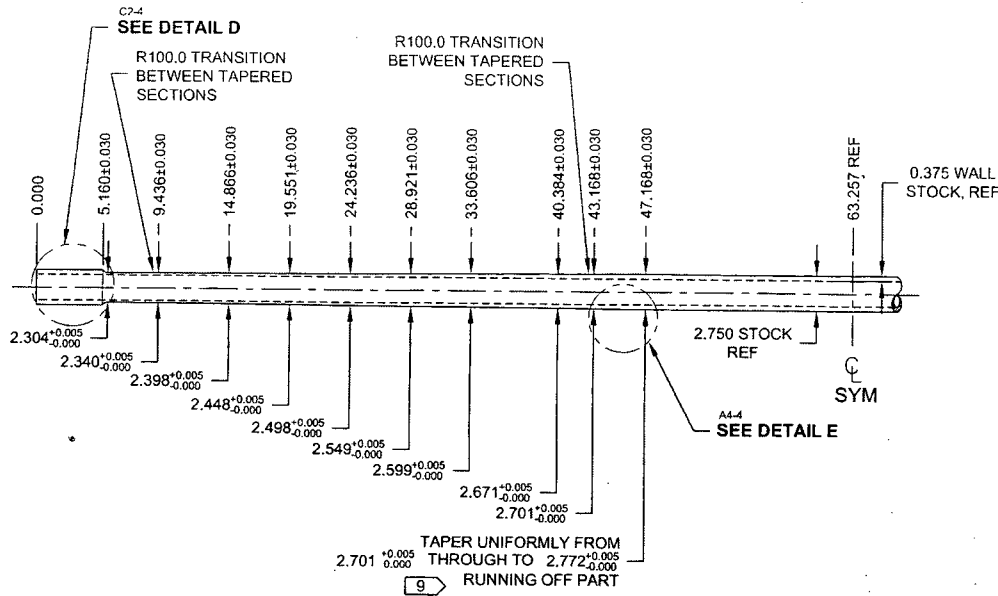 C2-4
SEE DETAIL D
R100.0 TRANSITION
BETWEEN TAPERED
SECTIONS
R100.0 TRANSITION
BETWEEN TAPERED
SECTIONS
0.000
5.160±0.030
9.436±0.030
14.866±0.030
19.551±0.030
24.236±0.030
28.921±0.030
33.606±0.030
40.384±0.030
43.168±0.030
47.168±0.030
63.257 REF
0.375 WALL
STOCK, REF
2.304 +0.005 -0.000
2.340 +0.005 -0.000
2.398 +0.005 -0.000
2.448 +0.005 -0.000
2.498 +0.005 -0.000
2.549 +0.005 -0.000
2.599 +0.005 -0.000
2.671 +0.005 -0.000
2.701 +0.005 -0.000
2.750 STOCK
REF
℄
SYM
A4-4
SEE DETAIL E
TAPER UNIFORMLY FROM
2.701 +0.005 0.000 THROUGH TO 2.772 +0.005 -0.000
9 RUNNING OFF PART